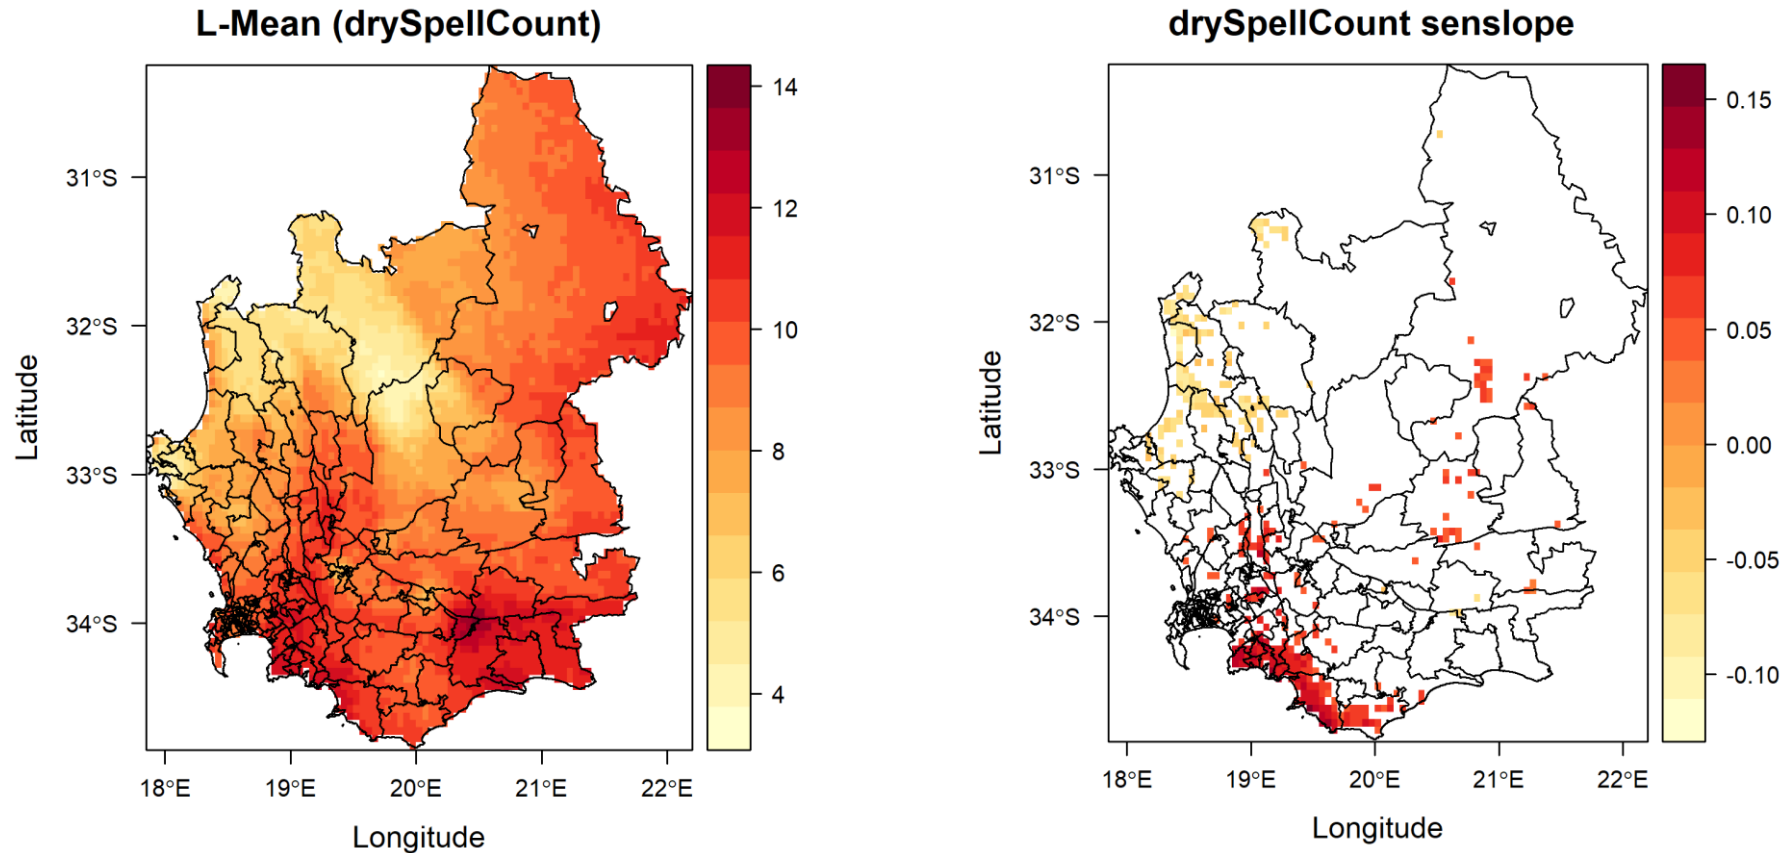 L-Mean (drySpellCount)
Latitude
31°S
32°S
33°S
34°S
18°E 19°E 20°E 21°E 22°E
Longitude
14
12
10
8
6
4
drySpellCount senslope
Latitude
31°S
32°S
33°S
34°S
18°E 19°E 20°E 21°E 22°E
Longitude
0.15
0.10
0.05
0.00
-0.05
-0.10